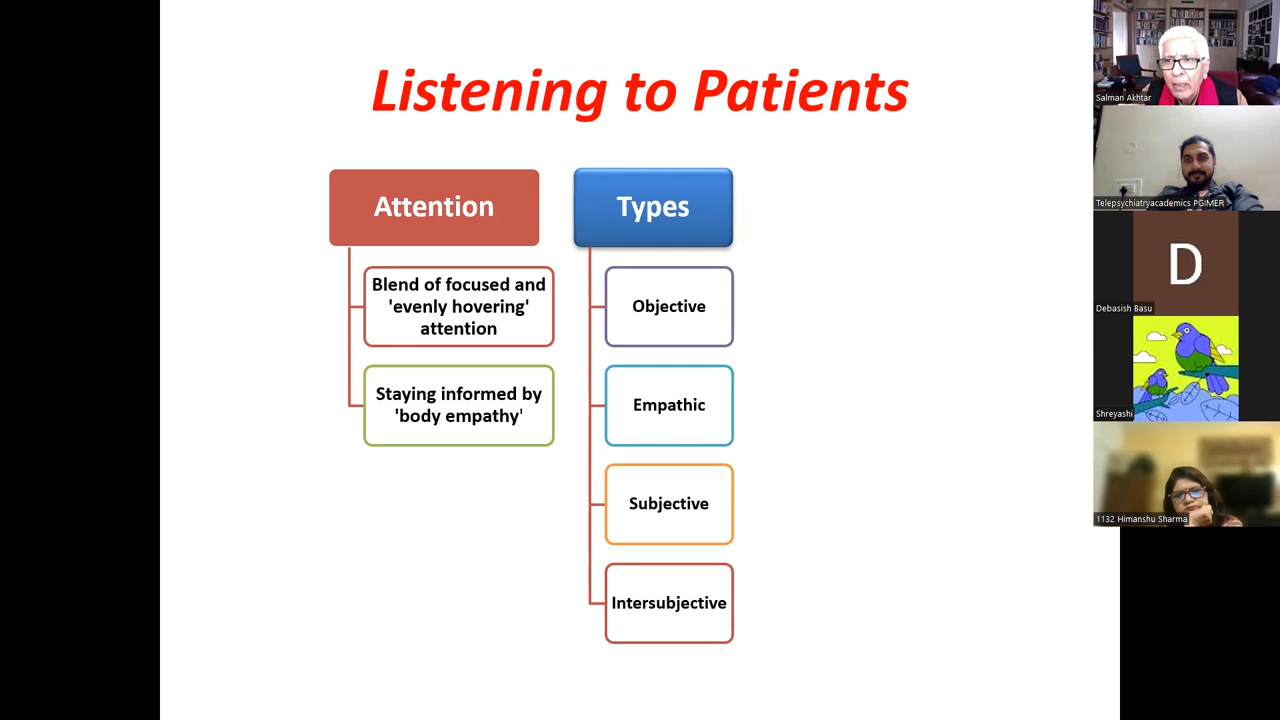 Listening to Patients
Attention
Blend of focused and
'evenly hovering'
attention
Staying informed by
'body empathy'
Types
Objective
Empathic
Subjective
Intersubjective
Salman Akhtar
Telepsychiatryacademics PGIMER
D
Debasish Basu
Shreyashi
1132 Himanshu Sharma